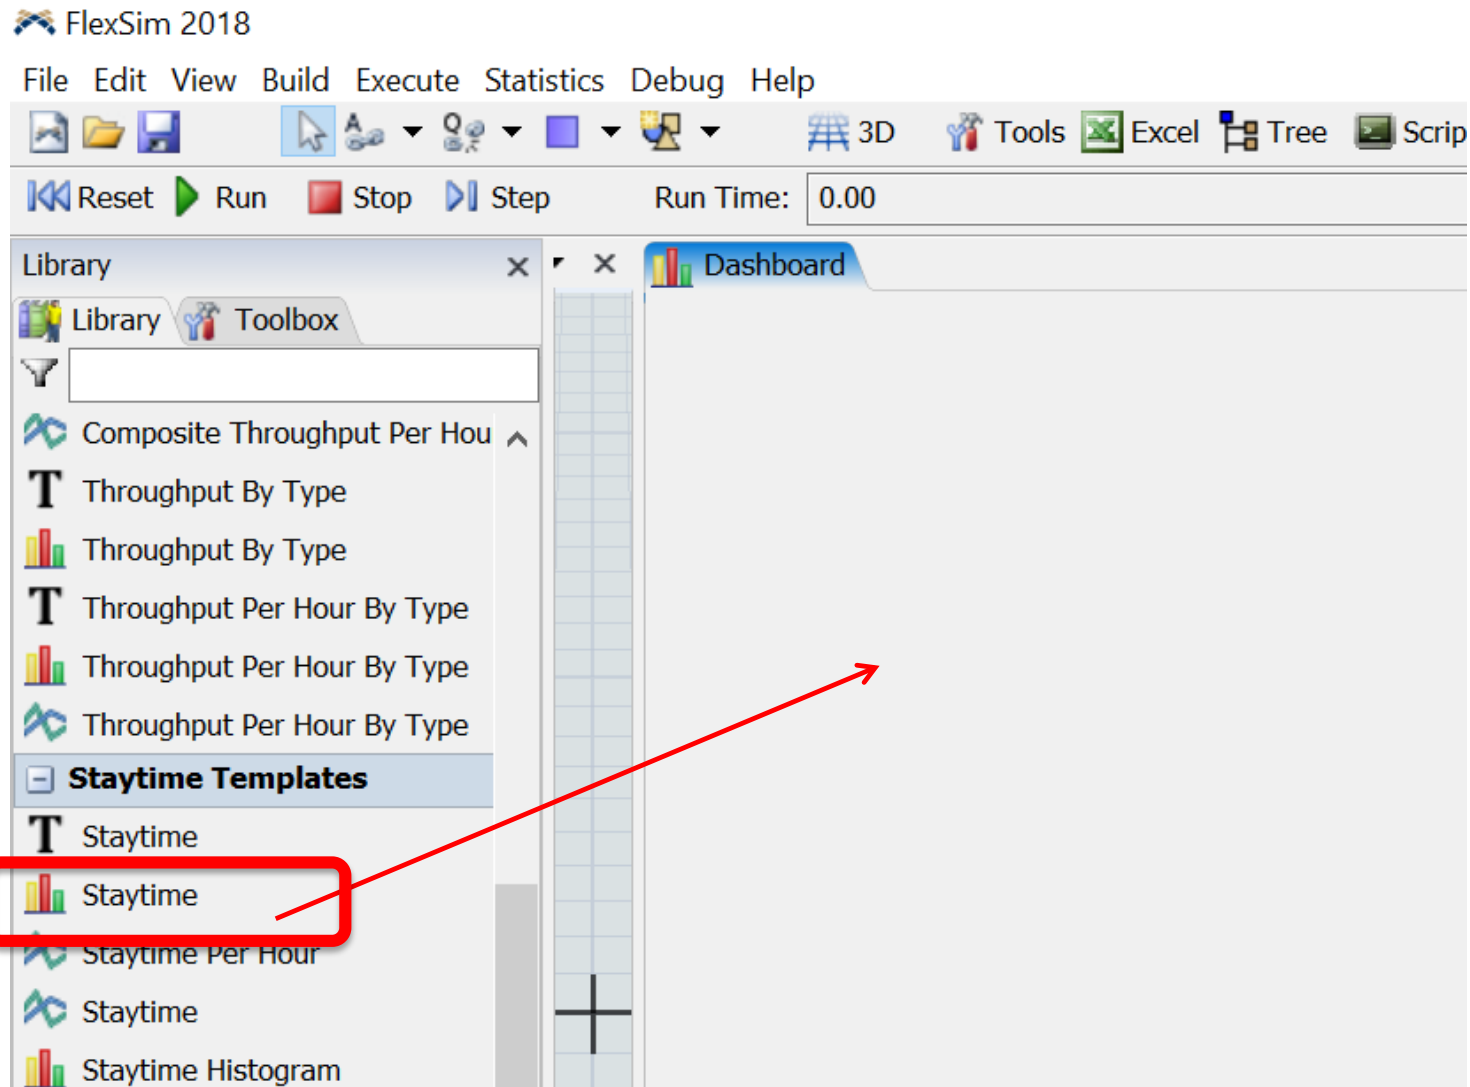 FlexSim 2018
File Edit View Build Execute Statistics Debug Help
3D Tools Excel Tree Scrip
Reset Run Stop Step Run Time: 0.00
Library Dashboard
Library Toolbox
Composite Throughput Per Hou
T Throughput By Type
Throughput By Type
T Throughput Per Hour By Type
Throughput Per Hour By Type
Throughput Per Hour By Type
Staytime Templates
T Staytime
Staytime
Staytime Per Hour
Staytime
Staytime Histogram